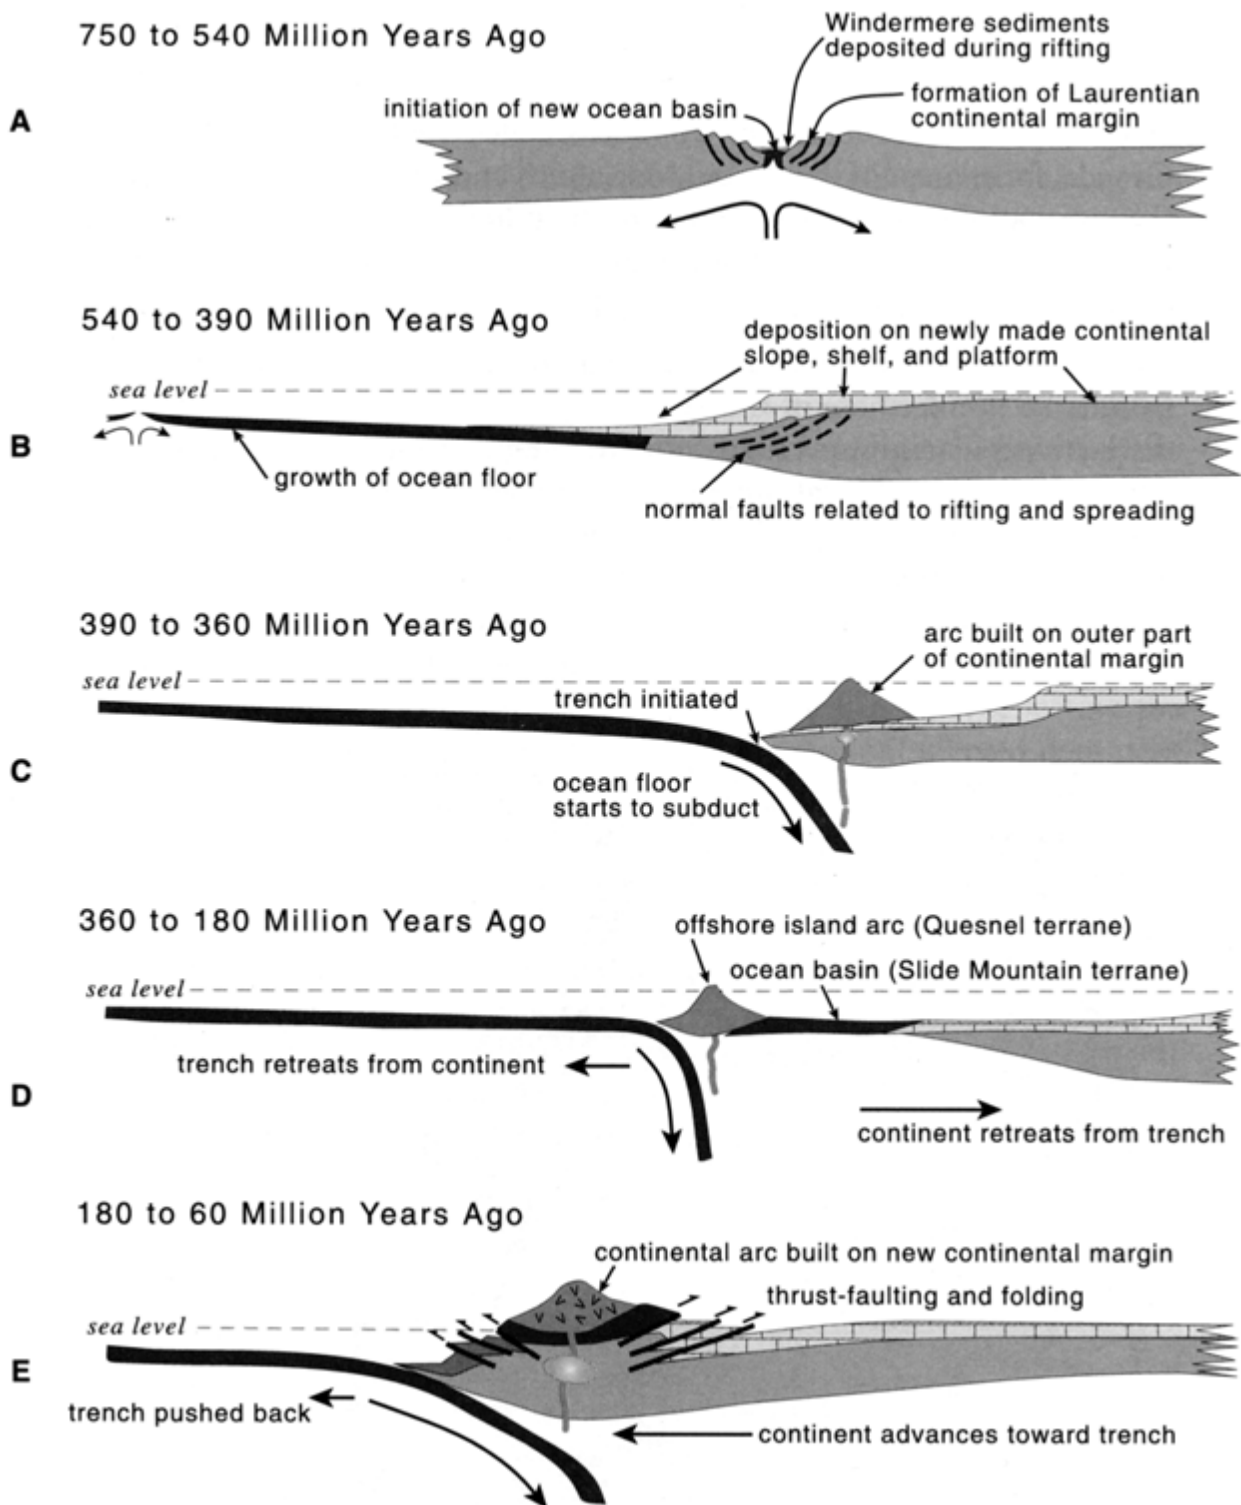 750 to 540 Million Years Ago
Windermere sediments
deposited during rifting
A
initiation of new ocean basin
formation of Laurentian
continental margin
540 to 390 Million Years Ago
deposition on newly made continental
slope, shelf, and platform
sea level
B
growth of ocean floor
normal faults related to rifting and spreading
390 to 360 Million Years Ago
arc built on outer part
of continental margin
sea level
trench initiated
C
ocean floor
starts to subduct
360 to 180 Million Years Ago
offshore island arc (Quesnel terrane)
ocean basin (Slide Mountain terrane)
sea level
trench retreats from continent
D
continent retreats from trench
180 to 60 Million Years Ago
continental arc built on new continental margin
thrust-faulting and folding
sea level
E
trench pushed back
continent advances toward trench